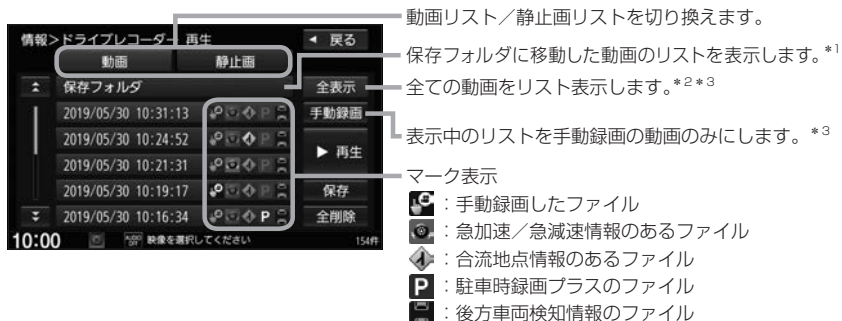 動画リスト／静止画リストを切り換えます。
情報>ドライブレコーダー 再生
◀ 戻る
動画
静止画
保存フォルダに移動した動画のリストを表示します。*1
保存フォルダ
全表示
全ての動画をリスト表示します。*2*3
2019/05/30 10:31:13
手動録画
2019/05/30 10:24:52
表示中のリストを手動録画の動画のみにします。*3
2019/05/30 10:21:31
▶ 再生
2019/05/30 10:19:17
保存
2019/05/30 10:16:34 P
全削除
10:00
AUDIO OFF
映像を選択してください
154件
マーク表示
：手動録画したファイル
：急加速／急減速情報のあるファイル
：合流地点情報のあるファイル
P：駐車時録画プラスのファイル
：後方車両検知情報のファイル